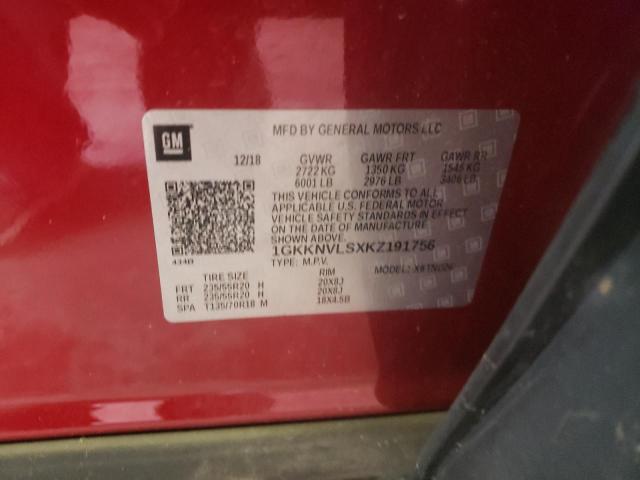 GM
MFD BY GENERAL MOTORS LLC
12/18 GVWR GAWR FRT GAWR RR
2722 KG 1350 KG 1545 KG
6001 LB 2976 LB 3406 LB
THIS VEHICLE CONFORMS TO ALL
APPLICABLE U.S. FEDERAL MOTOR
VEHICLE SAFETY STANDARDS IN EFFECT
ON THE DATE OF MANUFACTURE
SHOWN ABOVE.
1GKKNVLSXKZ191756
434B
TYPE: M.P.V. MODEL:
TIRE SIZE RIM
FRT 235/55R20 H 20X8J
RR 235/55R20 H 20X8J
SPA T135/70R18 M 18X4.5B